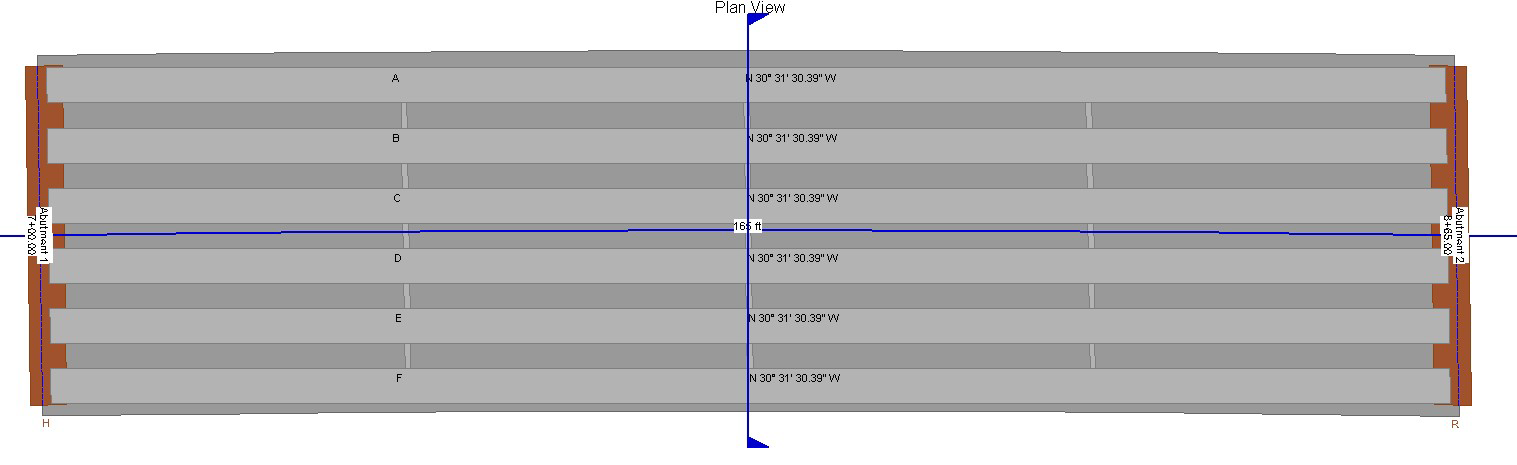 Plan View
A
N 30° 31' 30.39" W
B
N 30° 31' 30.39" W
C
N 30° 31' 30.39" W
Abutment 1
7+00.00
165 ft
Abutment 2
8+65.00
D
N 30° 31' 30.39" W
E
N 30° 31' 30.39" W
F
N 30° 31' 30.39" W
H
R